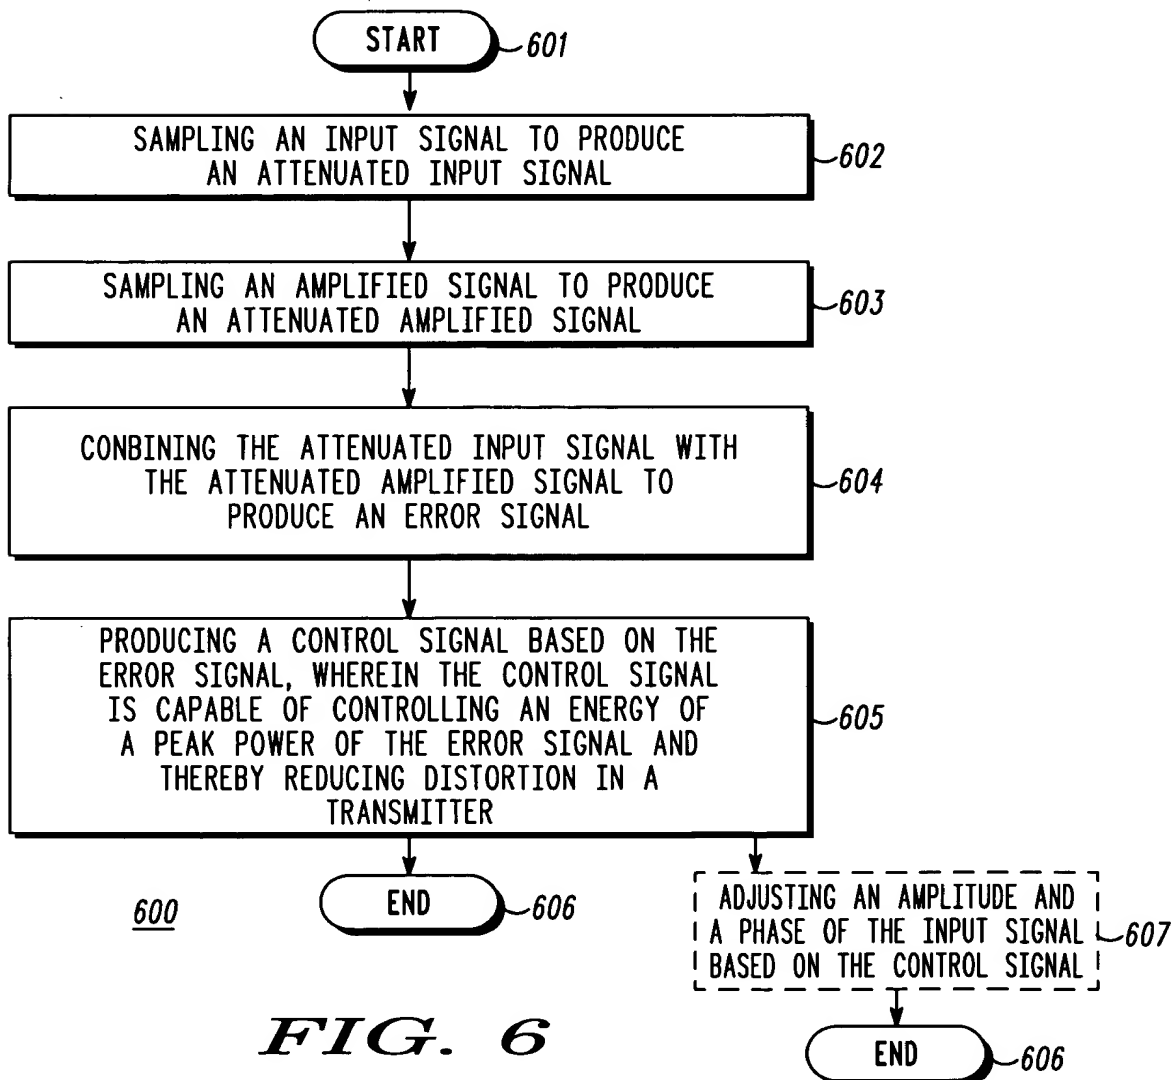 START
601
SAMPLING AN INPUT SIGNAL TO PRODUCE
AN ATTENUATED INPUT SIGNAL
602
SAMPLING AN AMPLIFIED SIGNAL TO PRODUCE
AN ATTENUATED AMPLIFIED SIGNAL
603
CONBINING THE ATTENUATED INPUT SIGNAL WITH
THE ATTENUATED AMPLIFIED SIGNAL TO
PRODUCE AN ERROR SIGNAL
604
PRODUCING A CONTROL SIGNAL BASED ON THE
ERROR SIGNAL, WHEREIN THE CONTROL SIGNAL
IS CAPABLE OF CONTROLLING AN ENERGY OF
A PEAK POWER OF THE ERROR SIGNAL AND
THEREBY REDUCING DISTORTION IN A
TRANSMITTER
605
END
606
600
ADJUSTING AN AMPLITUDE AND
A PHASE OF THE INPUT SIGNAL
BASED ON THE CONTROL SIGNAL
607
END
606
FIG. 6